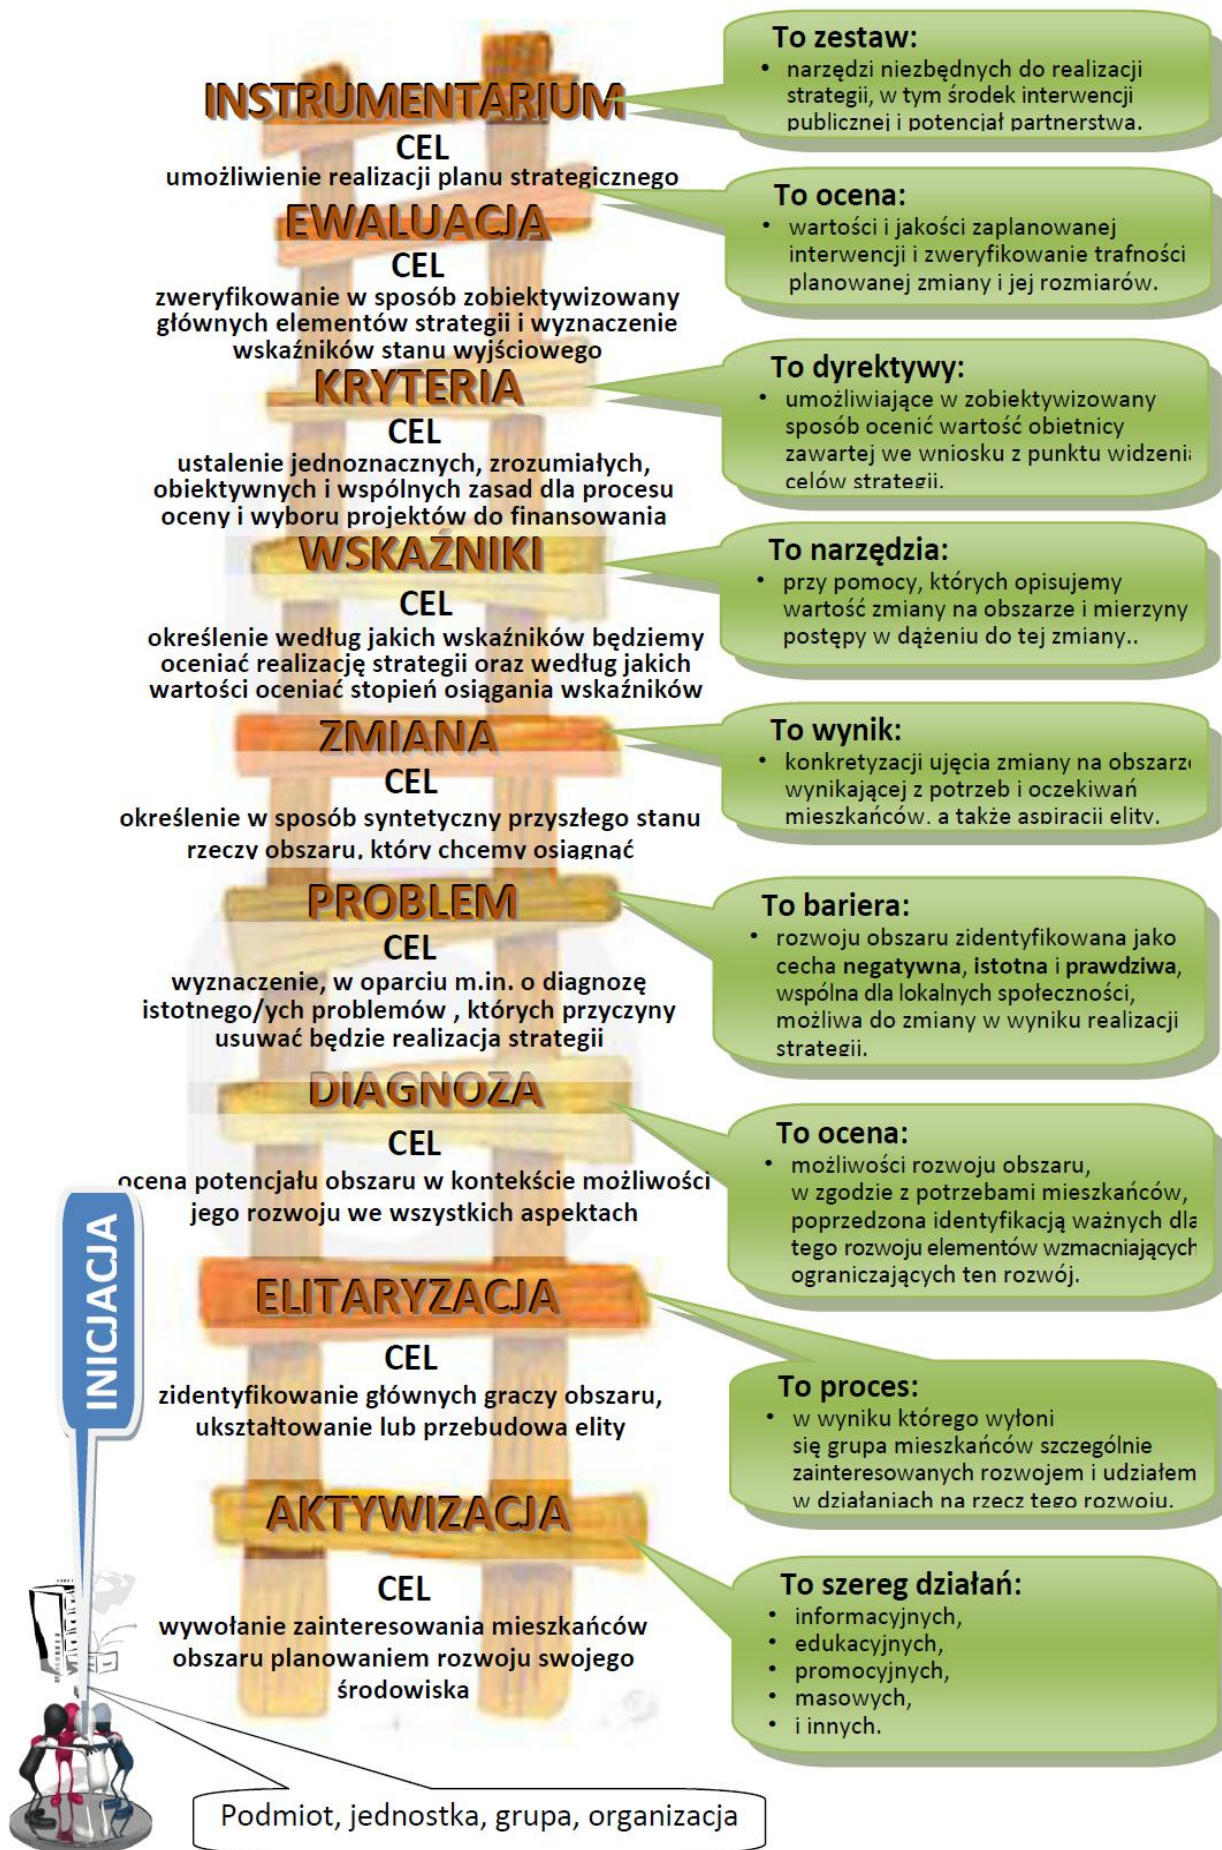 INSTRUMENTARIUM
CEL
umożliwienie realizacji planu strategicznego
To zestaw:
• narzędzi niezbędnych do realizacji
strategii, w tym środek interwencji
publicznej i potencjał partnerstwa.
EWALUACJA
CEL
zweryfikowanie w sposób zobiektywizowany
głównych elementów strategii i wyznaczenie
wskaźników stanu wyjściowego
To ocena:
• wartości i jakości zaplanowanej
interwencji i zweryfikowanie trafności
planowanej zmiany i jej rozmiarów.
KRYTERIA
CEL
ustalenie jednoznacznych, zrozumiałych,
obiektywnych i wspólnych zasad dla procesu
oceny i wyboru projektów do finansowania
To dyrektywy:
• umożliwiające w zobiektywizowany
sposób ocenić wartość obietnicy
zawartej we wniosku z punktu widzenia
celów strategii.
WSKAŹNIKI
CEL
określenie według jakich wskaźników będziemy
oceniać realizację strategii oraz według jakich
wartości oceniać stopień osiągania wskaźników
To narzędzia:
• przy pomocy, których opisujemy
wartość zmiany na obszarze i mierzyny
postępy w dążeniu do tej zmiany..
ZMIANA
CEL
określenie w sposób syntetyczny przyszłego stanu
rzeczy obszaru, który chcemy osiągnąć
To wynik:
• konkretyzacji ujęcia zmiany na obszarze
wynikającej z potrzeb i oczekiwań
mieszkańców, a także aspiracji elity.
PROBLEM
CEL
wyznaczenie, w oparciu m.in. o diagnozę
istotnego/ych problemów , których przyczyny
usuwać będzie realizacja strategii
To bariera:
• rozwoju obszaru zidentyfikowana jako
cecha negatywna, istotna i prawdziwa,
wspólna dla lokalnych społeczności,
możliwa do zmiany w wyniku realizacji
strategii.
DIAGNOZA
CEL
ocena potencjału obszaru w kontekście możliwości
jego rozwoju we wszystkich aspektach
To ocena:
• możliwości rozwoju obszaru,
w zgodzie z potrzebami mieszkańców,
poprzedzona identyfikacją ważnych dla
tego rozwoju elementów wzmacniających
ograniczających ten rozwój.
INICJACJA
ELITARYZACJA
CEL
zidentyfikowanie głównych graczy obszaru,
ukształtowanie lub przebudowa elity
To proces:
• w wyniku którego wyłoni
się grupa mieszkańców szczególnie
zainteresowanych rozwojem i udziałem
w działaniach na rzecz tego rozwoju.
AKTYWIZACJA
CEL
wywołanie zainteresowania mieszkańców
obszaru planowaniem rozwoju swojego
środowiska
To szereg działań:
• informacyjnych,
• edukacyjnych,
• promocyjnych,
• masowych,
• i innych.
Podmiot, jednostka, grupa, organizacja